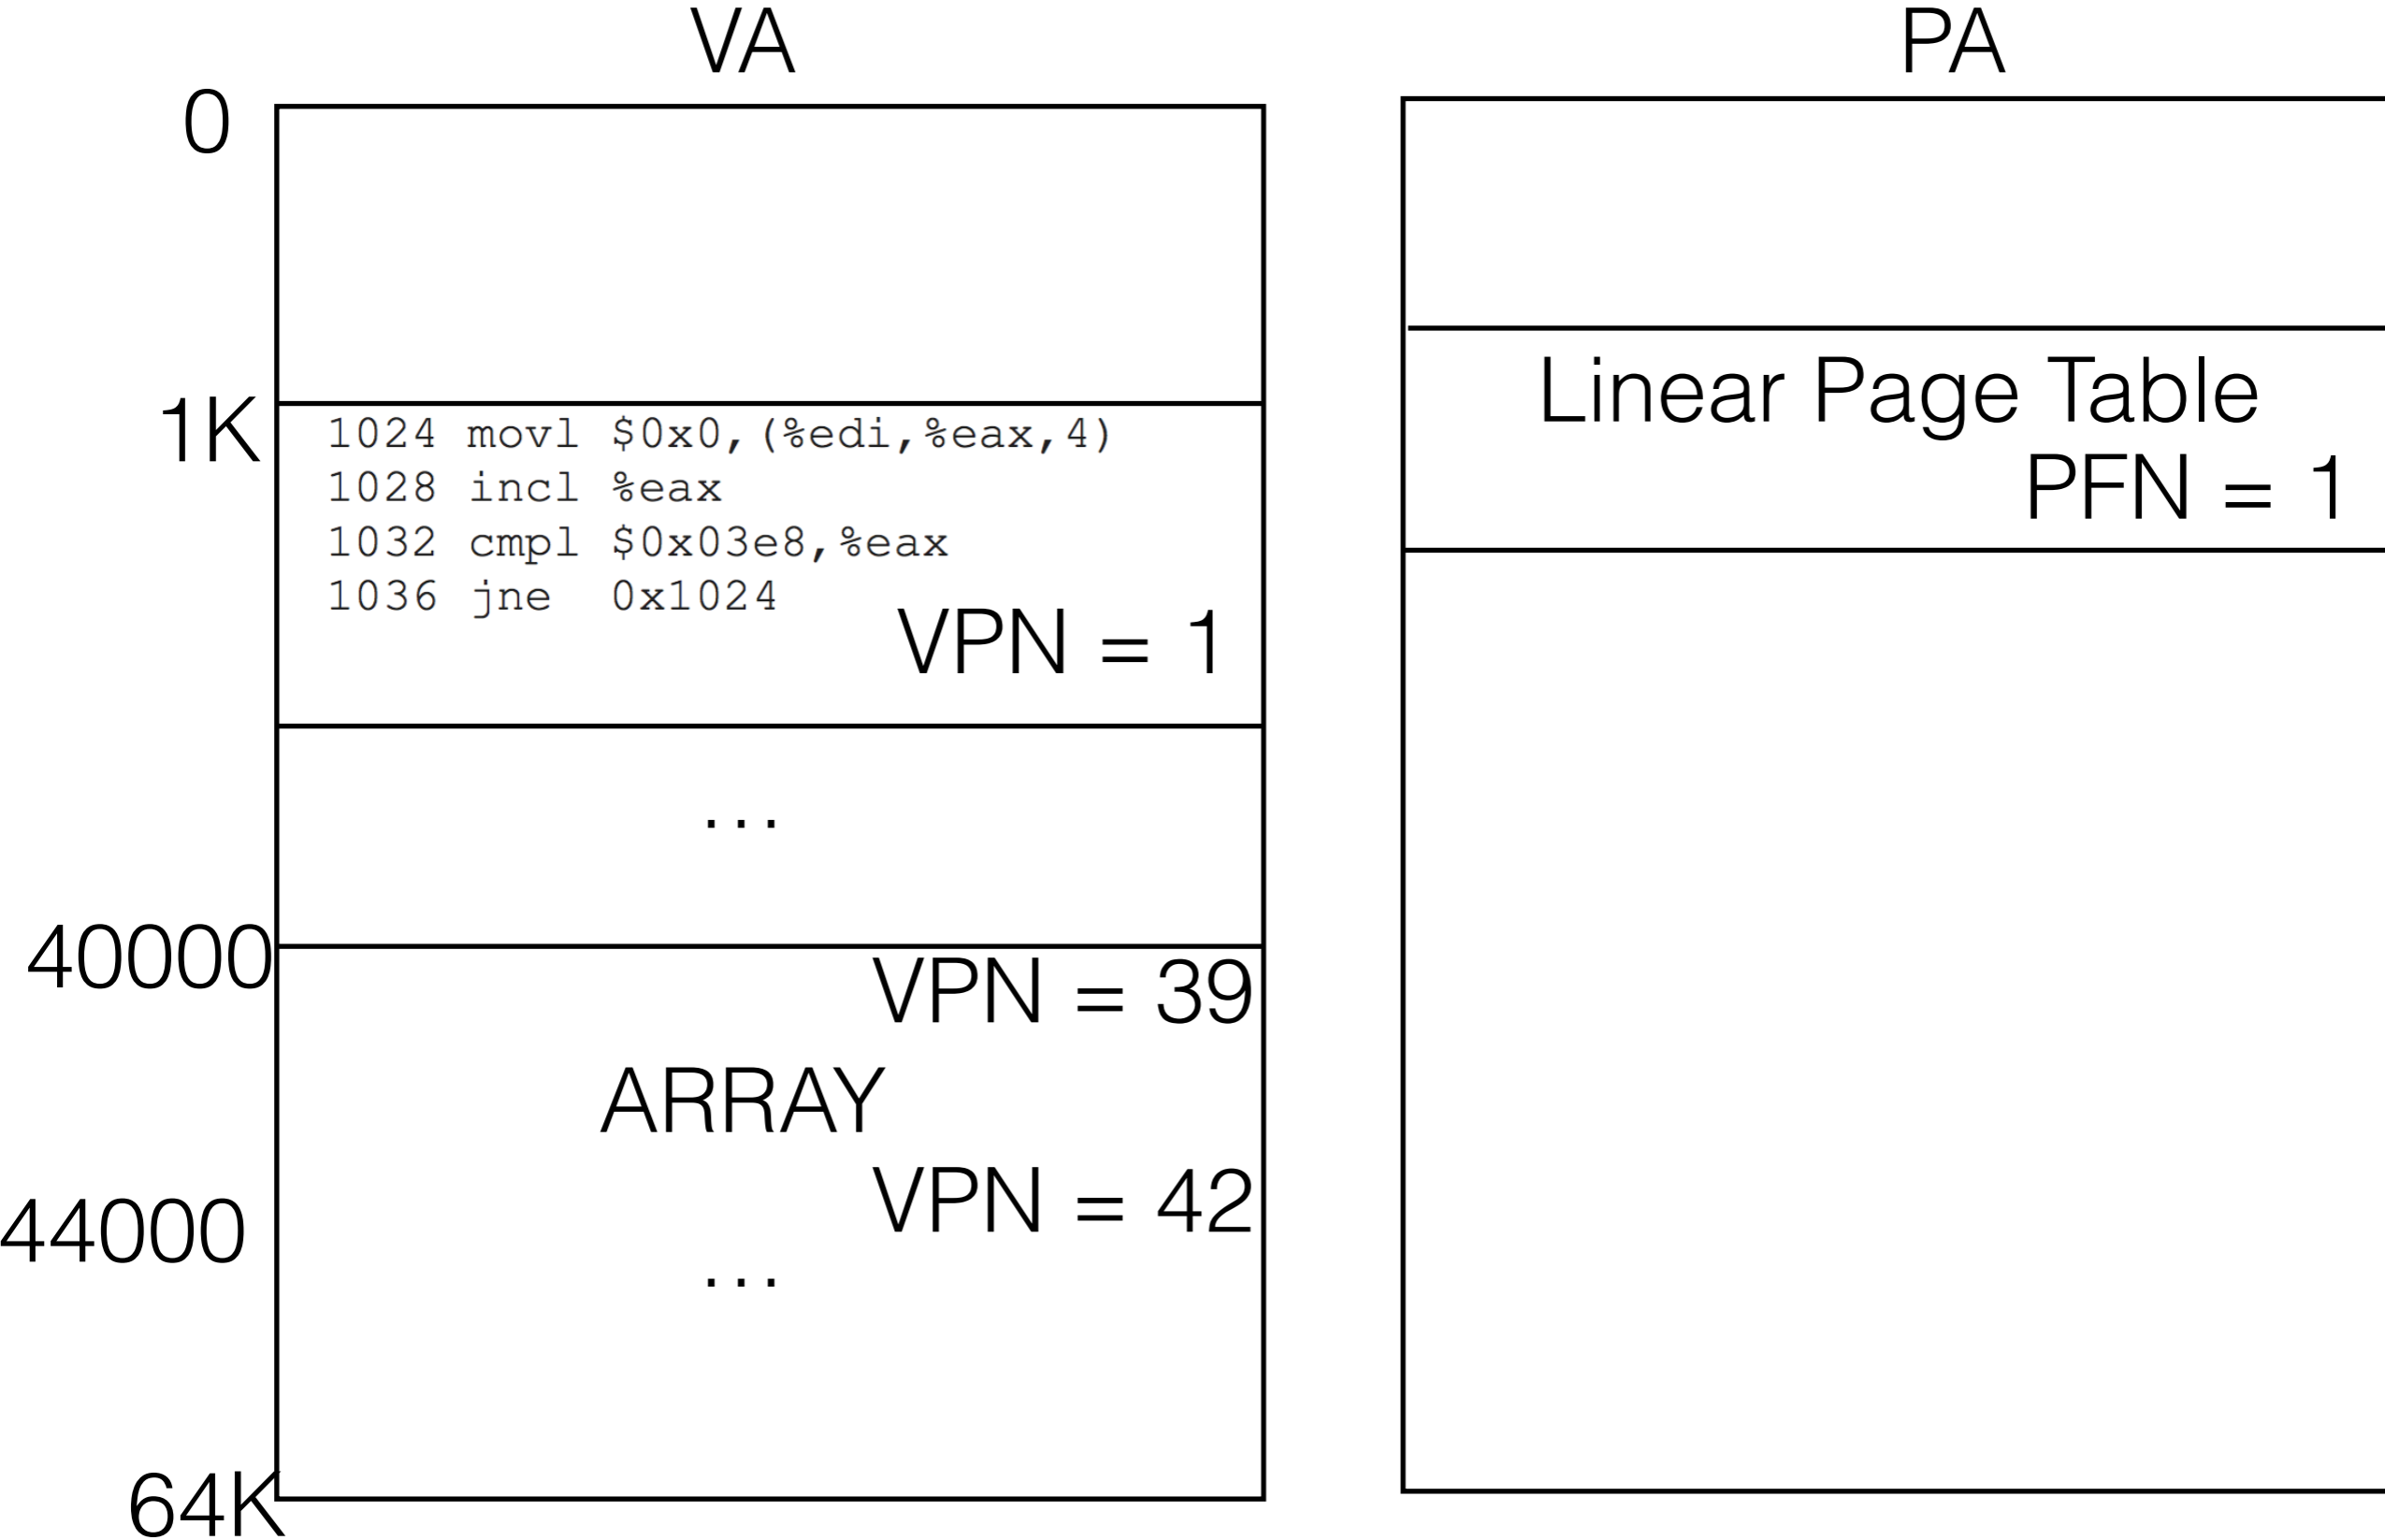 VA
0
1K
1024 movl $0x0,(%edi,%eax,4)
1028 incl %eax
1032 cmpl $0x03e8,%eax
1036 jne 0x1024
VPN = 1
...
40000
VPN = 39
ARRAY
VPN = 42
44000
...
64K
PA
Linear Page Table
PFN = 1